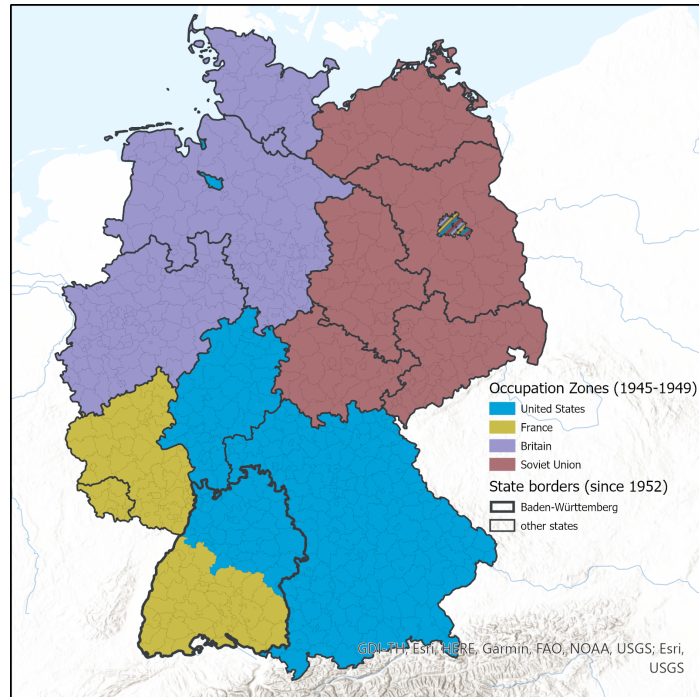 Occupation Zones (1945-1949)
United States
France
Britain
Soviet Union
State borders (since 1952)
Baden-Württemberg
other states
GDI-TH, Esri, HERE, Garmin, FAO, NOAA, USGS; Esri,
USGS